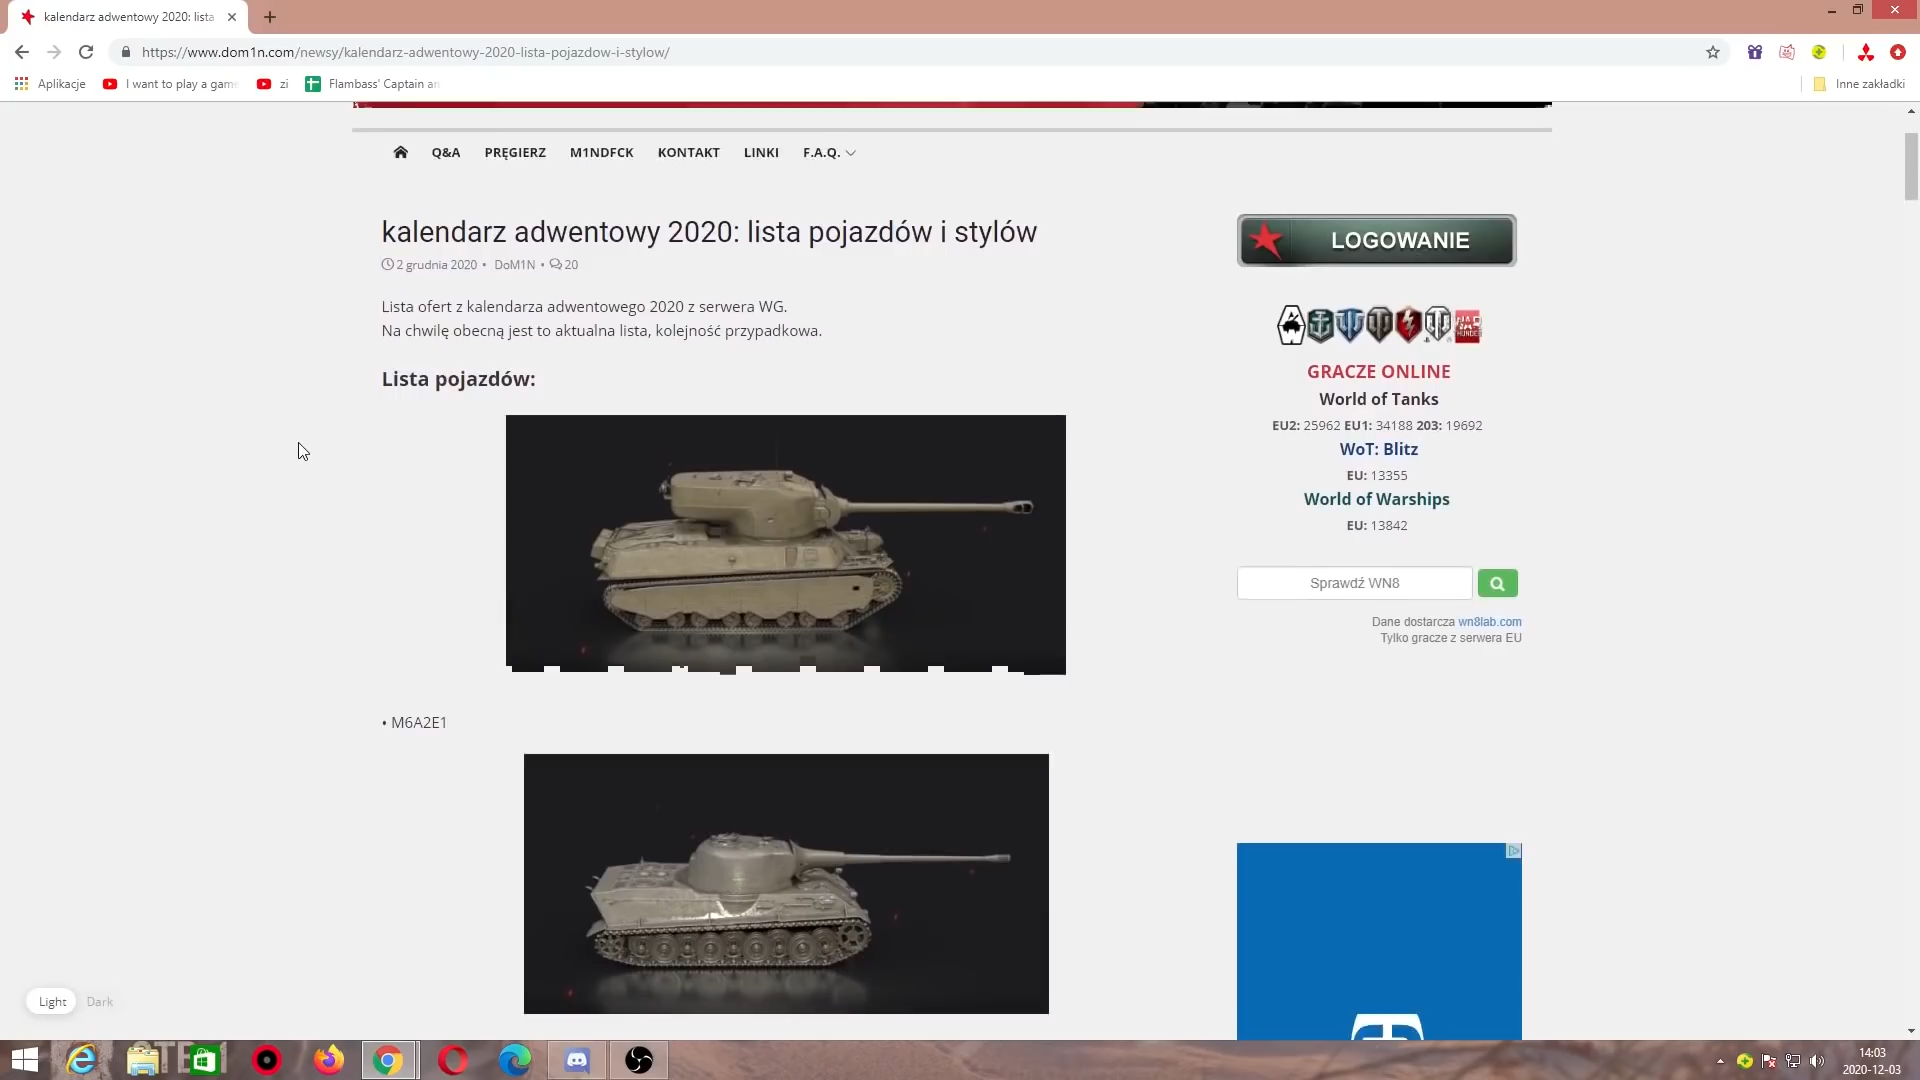 kalendarz adwentowy 2020: lista
https://www.dom1n.com/newsy/kalendarz-adwentowy-2020-lista-pojazdow-i-stylow/
Aplikacje I want to play a game zi Flambass' Captain an Inne zakładki
Q&A PRĘGIERZ M1NDFCK KONTAKT LINKI F.A.Q.
kalendarz adwentowy 2020: lista pojazdów i stylów
2 grudnia 2020 • DoM1N • 20
Lista ofert z kalendarza adwentowego 2020 z serwera WG.
Na chwilę obecną jest to aktualna lista, kolejność przypadkowa.
Lista pojazdów:
• M6A2E1
LOGOWANIE
GRACZE ONLINE
World of Tanks
EU2: 25962 EU1: 34188 203: 19692
WoT: Blitz
EU: 13355
World of Warships
EU: 13842
Sprawdź WN8
Dane dostarcza wn8lab.com
Tylko gracze z serwera EU
Light Dark
14:03
2020-12-03